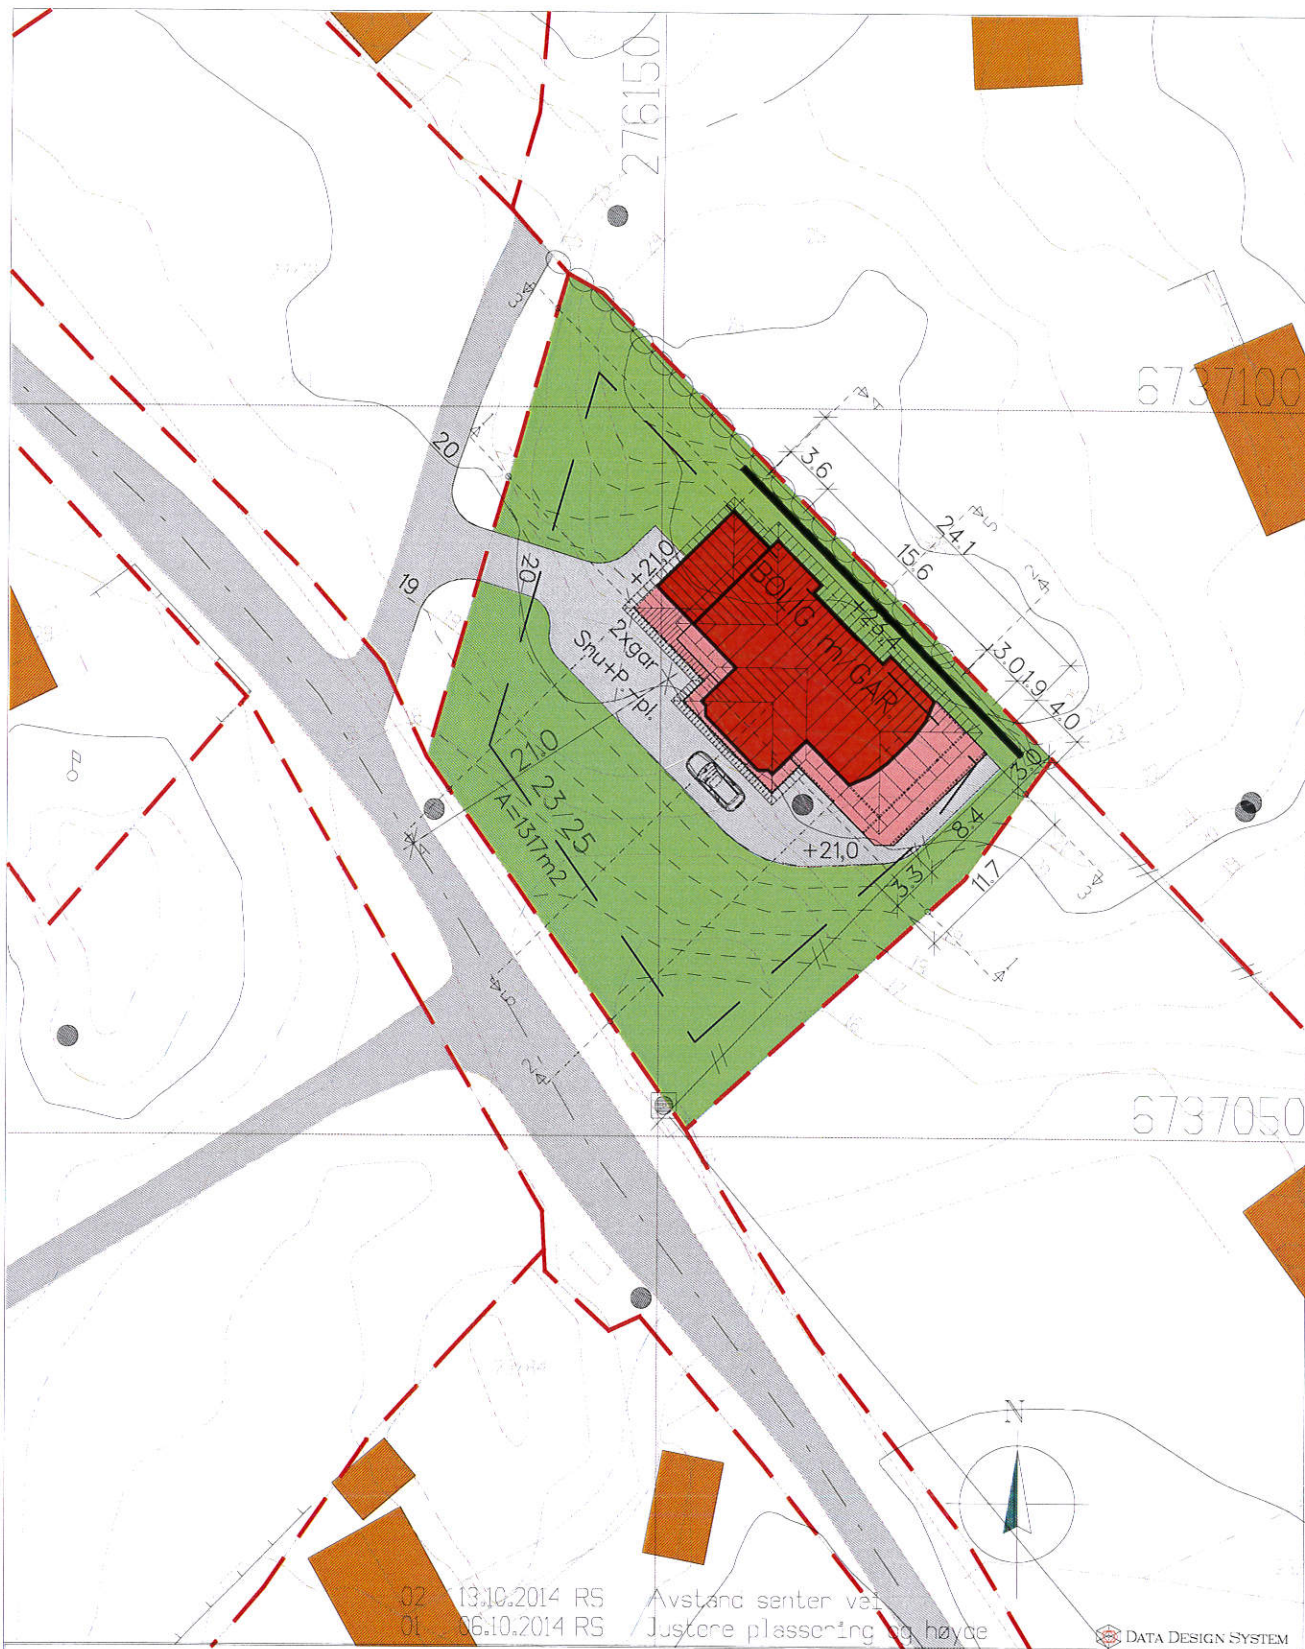 276150
6737100
3.6
24.1
15.6
20
+21,0
BOLIG m/GAR.
19
20
2xgar
Snu+P.-pl.
3.0
1.9
4.0
21.0
23/25
A=1317m2
3.0
8.4
+21,0
3.3
11.7
6737050
N
02 13.10.2014 RS Avstand senter vei
01 06.10.2014 RS Justere plassering og høyde
DATA DESIGN SYSTEM